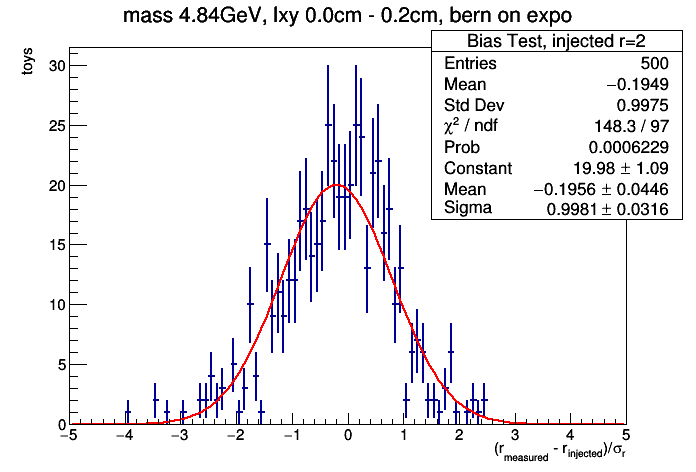 mass 4.84GeV, lxy 0.0cm - 0.2cm, bern on expo
toys
Bias Test, injected r=2
Entries 500
Mean −0.1949
Std Dev 0.9975
χ² / ndf 148.3 / 97
Prob 0.0006229
Constant 19.98 ± 1.09
Mean −0.1956 ± 0.0446
Sigma 0.9981 ± 0.0316
30
25
20
15
10
5
0
−5 −4 −3 −2 −1 0 1 2 3 4 5
(r_measured - r_injected)/σ_r